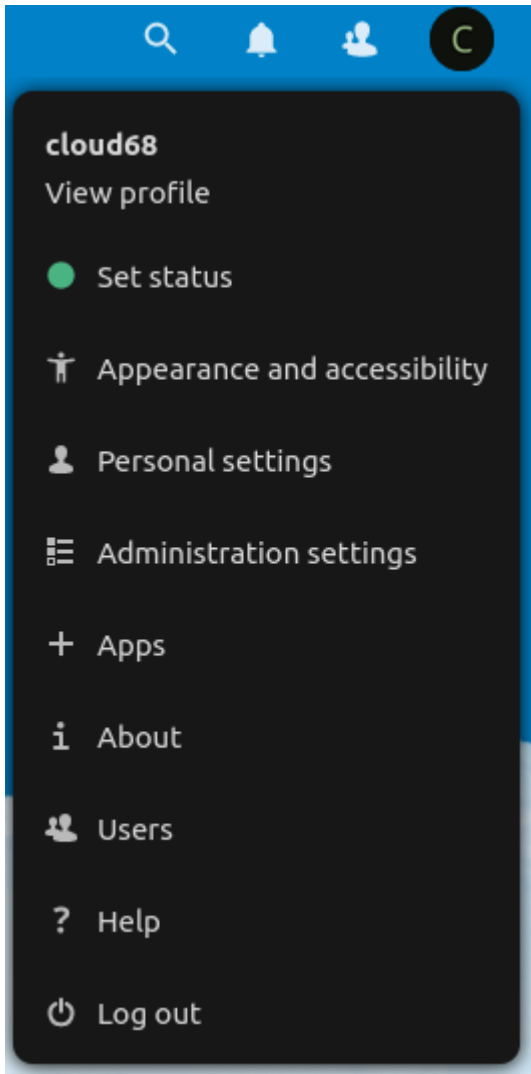 C
cloud68
View profile
Set status
Appearance and accessibility
Personal settings
Administration settings
Apps
About
Users
Help
Log out